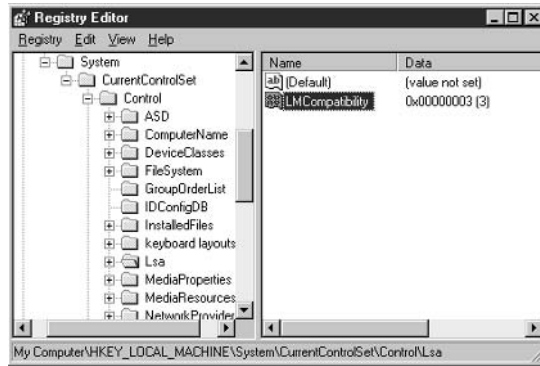 Registry Editor
Registry Edit View Help
System
CurrentControlSet
Control
ASD
ComputerName
DeviceClasses
FileSystem
GroupOrderList
IDConfigDB
InstalledFiles
keyboard layouts
Lsa
MediaProperties
MediaResources
NetworkProvider
Name Data
(Default) (value not set)
LMCompatibility 0x00000003 (3)
My Computer\HKEY_LOCAL_MACHINE\System\CurrentControlSet\Control\Lsa